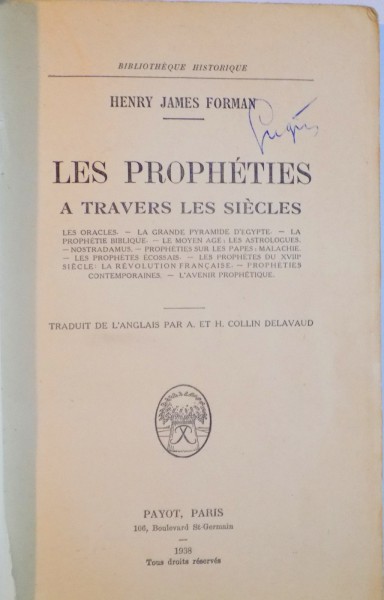 BIBLIOTHÈQUE HISTORIQUE
HENRY JAMES FORMAN
LES PROPHÉTIES
A TRAVERS LES SIÈCLES
LES ORACLES. — LA GRANDE PYRAMIDE D'EGYPTE. — LA
PROPHÉTIE BIBLIQUE. — LE MOYEN AGE : LES ASTROLOGUES.
— NOSTRADAMUS. — PROPHÉTIES SUR LES PAPES : MALACHIE.
— LES PROPHÈTES ÉCOSSAIS. — LES PROPHÈTES DU XVIIIᵉ
SIÈCLE : LA RÉVOLUTION FRANÇAISE. — PROPHÉTIES
CONTEMPORAINES. — L'AVENIR PROPHÉTIQUE.
TRADUIT DE L'ANGLAIS PAR A. ET H. COLLIN DELAVAUD
PAYOT, PARIS
106, Boulevard St-Germain
1938
Tous droits réservés